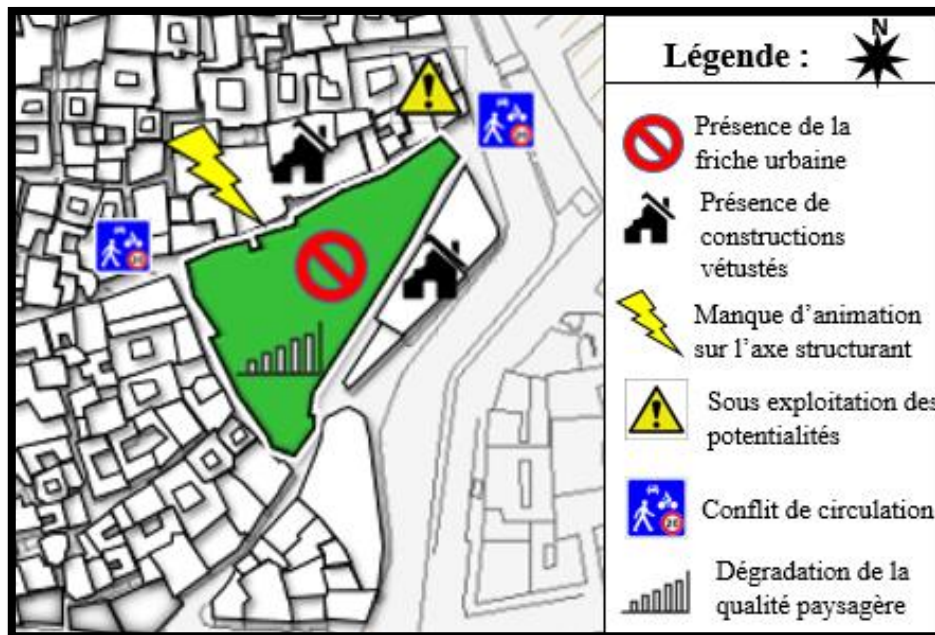 Légende :
N
Présence de la
friche urbaine
Présence de
constructions
vétustés
Manque d'animation
sur l'axe structurant
Sous exploitation des
potentialités
Conflit de circulation
Dégradation de la
qualité paysagère